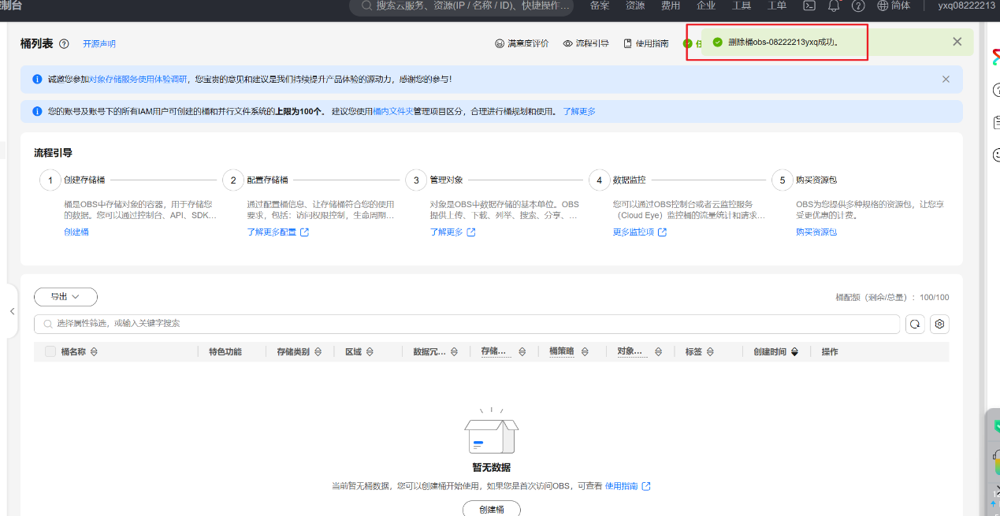 制台
搜索云服务、资源(IP / 名称 / ID)、快捷操作...
备案 资源 费用 企业 工具 工单 简体 yxq08222213
桶列表 开源声明
满意度评价 流程引导 使用指南
删除桶obs-08222213yxq成功。
诚邀您参加对象存储服务使用体验调研，您宝贵的意见和建议是我们持续提升产品体验的源动力，感谢您的参与！
您的账号及账号下的所有IAM用户可创建的桶和并行文件系统的上限为100个。 建议您使用桶内文件夹管理项目区分，合理进行桶规划和使用。 了解更多
流程引导
1 创建存储桶
桶是OBS中存储对象的容器，用于存储您
的数据。您可以通过控制台、API、SDK...
创建桶
2 配置存储桶
通过配置桶信息、让存储桶符合您的使用
要求，包括：访问权限控制，生命周期...
了解更多配置
3 管理对象
对象是OBS中数据存储的基本单位。OBS
提供上传、下载、列举、搜索、分享、...
了解更多
4 数据监控
您可以通过OBS控制台或者云监控服务
（Cloud Eye）监控桶的流量统计和请求...
更多监控项
5 购买资源包
OBS为您提供多种规格的资源包，让您享
受更优惠的计费。
购买资源包
导出
桶配额（剩余/总量）: 100/100
选择属性筛选，或输入关键字搜索
桶名称 特色功能 存储类别 区域 数据冗... 存储... 桶策略 对象... 标签 创建时间 操作
暂无数据
当前暂无桶数据，您可以创建桶开始使用，如果您是首次访问OBS，可查看 使用指南
创建桶